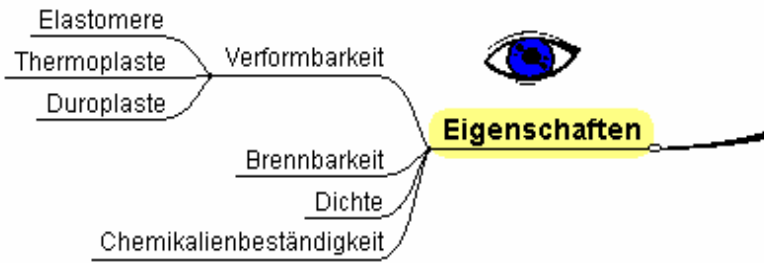 Elastomere
Thermoplaste
Duroplaste
Verformbarkeit
Eigenschaften
Brennbarkeit
Dichte
Chemikalienbeständigkeit